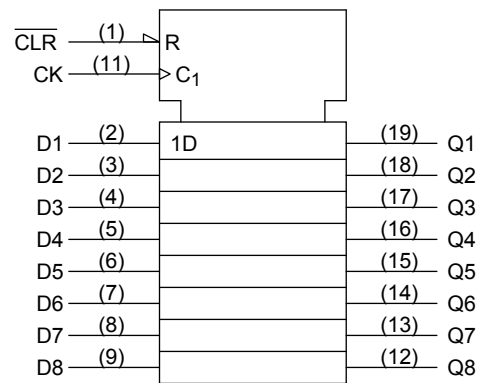 CLR (1) R
CK (11) C1
D1 (2) 1D (19) Q1
D2 (3) (18) Q2
D3 (4) (17) Q3
D4 (5) (16) Q4
D5 (6) (15) Q5
D6 (7) (14) Q6
D7 (8) (13) Q7
D8 (9) (12) Q8